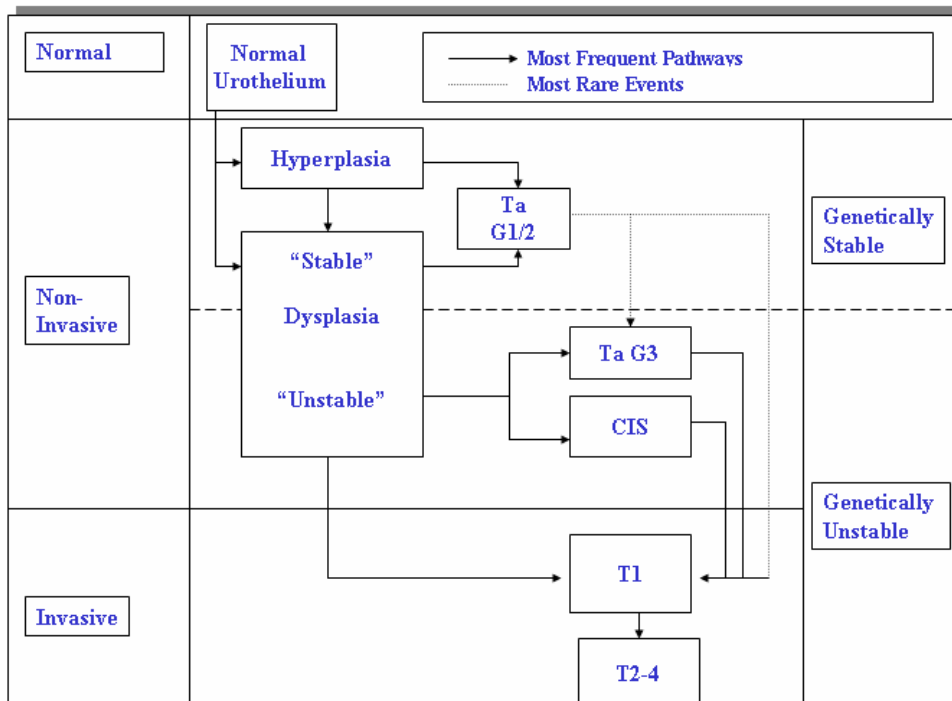 Normal
Normal
Urothelium
Most Frequent Pathways
Most Rare Events
Hyperplasia
Ta
G1/2
Genetically
Stable
"Stable"
Non-
Invasive
Dysplasia
Ta G3
"Unstable"
CIS
Genetically
Unstable
T1
Invasive
T2-4